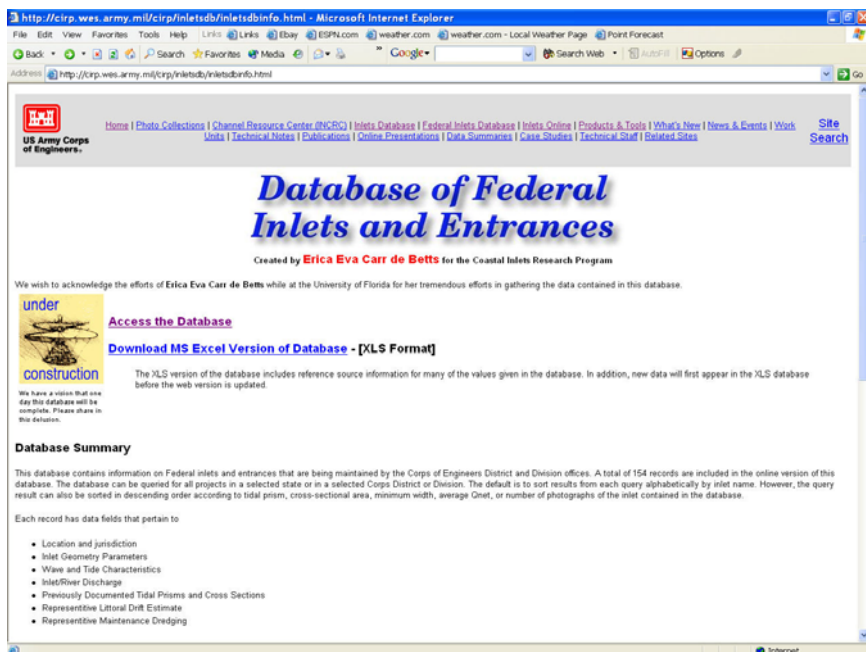 http://cirp.wes.army.mil/cirp/inletsdb/inletsdbinfo.html - Microsoft Internet Explorer
File Edit View Favorites Tools Help Links Links Ebay ESPN.com weather.com weather.com - Local Weather Page Point Forecast
Back Search Favorites Media Google Search Web AutoFill Options
Address http://cirp.wes.army.mil/cirp/inletsdb/inletsdbinfo.html Go
US Army Corps
of Engineers.
Home | Photo Collections | Channel Resource Center (INCRC) | Inlets Database | Federal Inlets Database | Inlets Online | Products & Tools | What's New | News & Events | Work
Units | Technical Notes | Publications | Online Presentations | Data Summaries | Case Studies | Technical Staff | Related Sites
Site
Search
Database of Federal
Inlets and Entrances
Created by Erica Eva Carr de Betts for the Coastal Inlets Research Program
We wish to acknowledge the efforts of Erica Eva Carr de Betts while at the University of Florida for her tremendous efforts in gathering the data contained in this database.
under
construction
We have a vision that one
day this database will be
complete. Please share in
this delusion.
Access the Database
Download MS Excel Version of Database - [XLS Format]
The XLS version of the database includes reference source information for many of the values given in the database. In addition, new data will first appear in the XLS database
before the web version is updated.
Database Summary
This database contains information on Federal inlets and entrances that are being maintained by the Corps of Engineers District and Division offices. A total of 154 records are included in the online version of this
database. The database can be queried for all projects in a selected state or in a selected Corps District or Division. The default is to sort results from each query alphabetically by inlet name. However, the query
result can also be sorted in descending order according to tidal prism, cross-sectional area, minimum width, average Qnet, or number of photographs of the inlet contained in the database.
Each record has data fields that pertain to
• Location and jurisdiction
• Inlet Geometry Parameters
• Wave and Tide Characteristics
• Inlet/River Discharge
• Previously Documented Tidal Prisms and Cross Sections
• Representitive Littoral Drift Estimate
• Representitive Maintenance Dredging
Internet